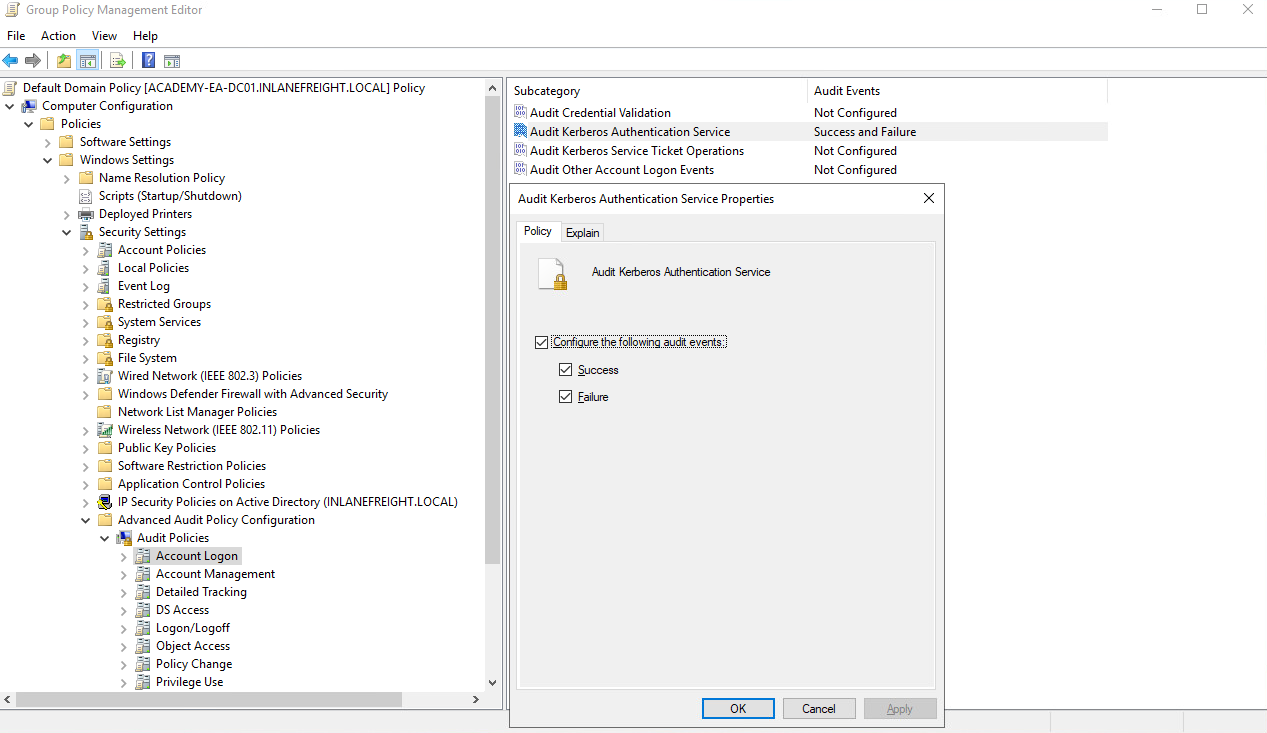 Group Policy Management Editor
File Action View Help
Default Domain Policy [ACADEMY-EA-DC01.INLANEFREIGHT.LOCAL] Policy
Computer Configuration
Policies
Software Settings
Windows Settings
Name Resolution Policy
Scripts (Startup/Shutdown)
Deployed Printers
Security Settings
Account Policies
Local Policies
Event Log
Restricted Groups
System Services
Registry
File System
Wired Network (IEEE 802.3) Policies
Windows Defender Firewall with Advanced Security
Network List Manager Policies
Wireless Network (IEEE 802.11) Policies
Public Key Policies
Software Restriction Policies
Application Control Policies
IP Security Policies on Active Directory (INLANEFREIGHT.LOCAL)
Advanced Audit Policy Configuration
Audit Policies
Account Logon
Account Management
Detailed Tracking
DS Access
Logon/Logoff
Object Access
Policy Change
Privilege Use
Subcategory Audit Events
Audit Credential Validation Not Configured
Audit Kerberos Authentication Service Success and Failure
Audit Kerberos Service Ticket Operations Not Configured
Audit Other Account Logon Events Not Configured
Audit Kerberos Authentication Service Properties
Policy Explain
Audit Kerberos Authentication Service
Configure the following audit events:
Success
Failure
OK Cancel Apply